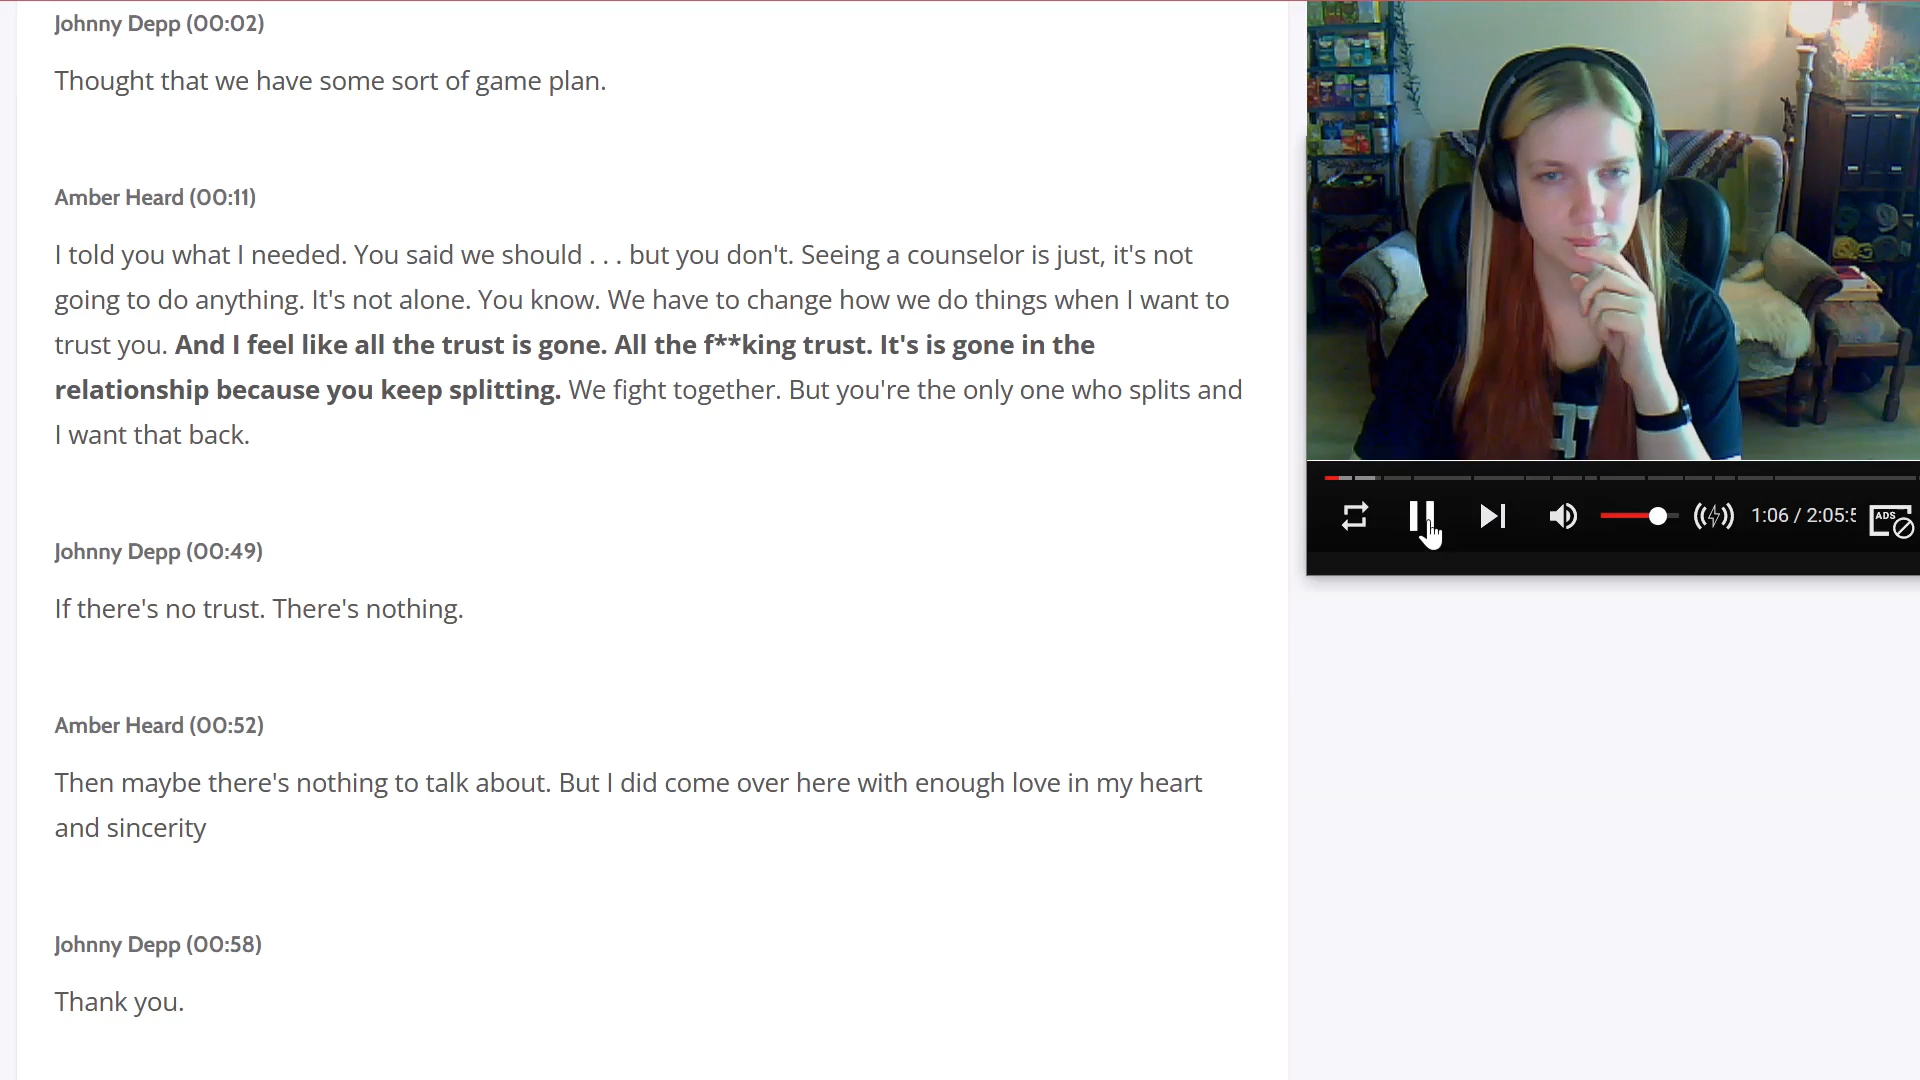 Johnny Depp (00:02)
Thought that we have some sort of game plan.
Amber Heard (00:11)
I told you what I needed. You said we should . . . but you don't. Seeing a counselor is just, it's not
going to do anything. It's not alone. You know. We have to change how we do things when I want to
trust you. And I feel like all the trust is gone. All the f**king trust. It's is gone in the
relationship because you keep splitting. We fight together. But you're the only one who splits and
I want that back.
Johnny Depp (00:49)
If there's no trust. There's nothing.
Amber Heard (00:52)
Then maybe there's nothing to talk about. But I did come over here with enough love in my heart
and sincerity
Johnny Depp (00:58)
Thank you.
1:06 / 2:05:5
ADS